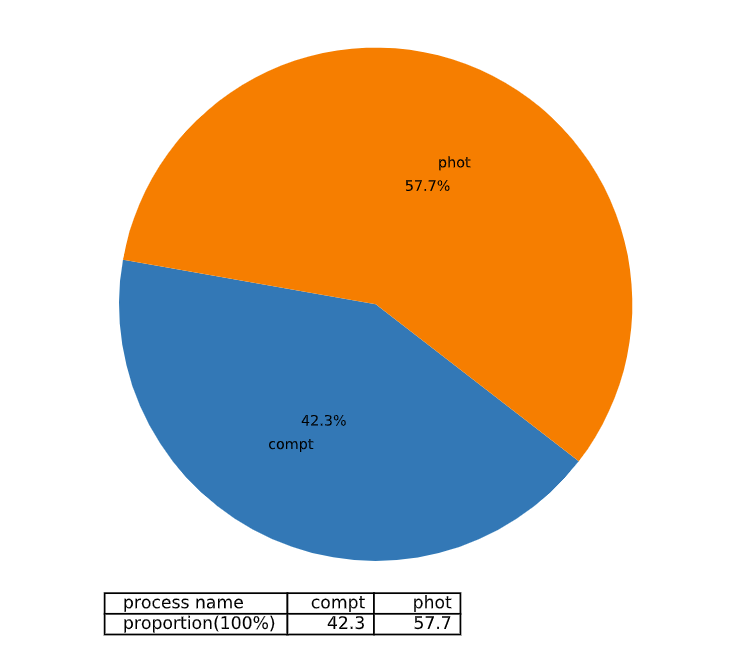 phot
57.7%
42.3%
compt
process name compt phot
proportion(100%) 42.3 57.7